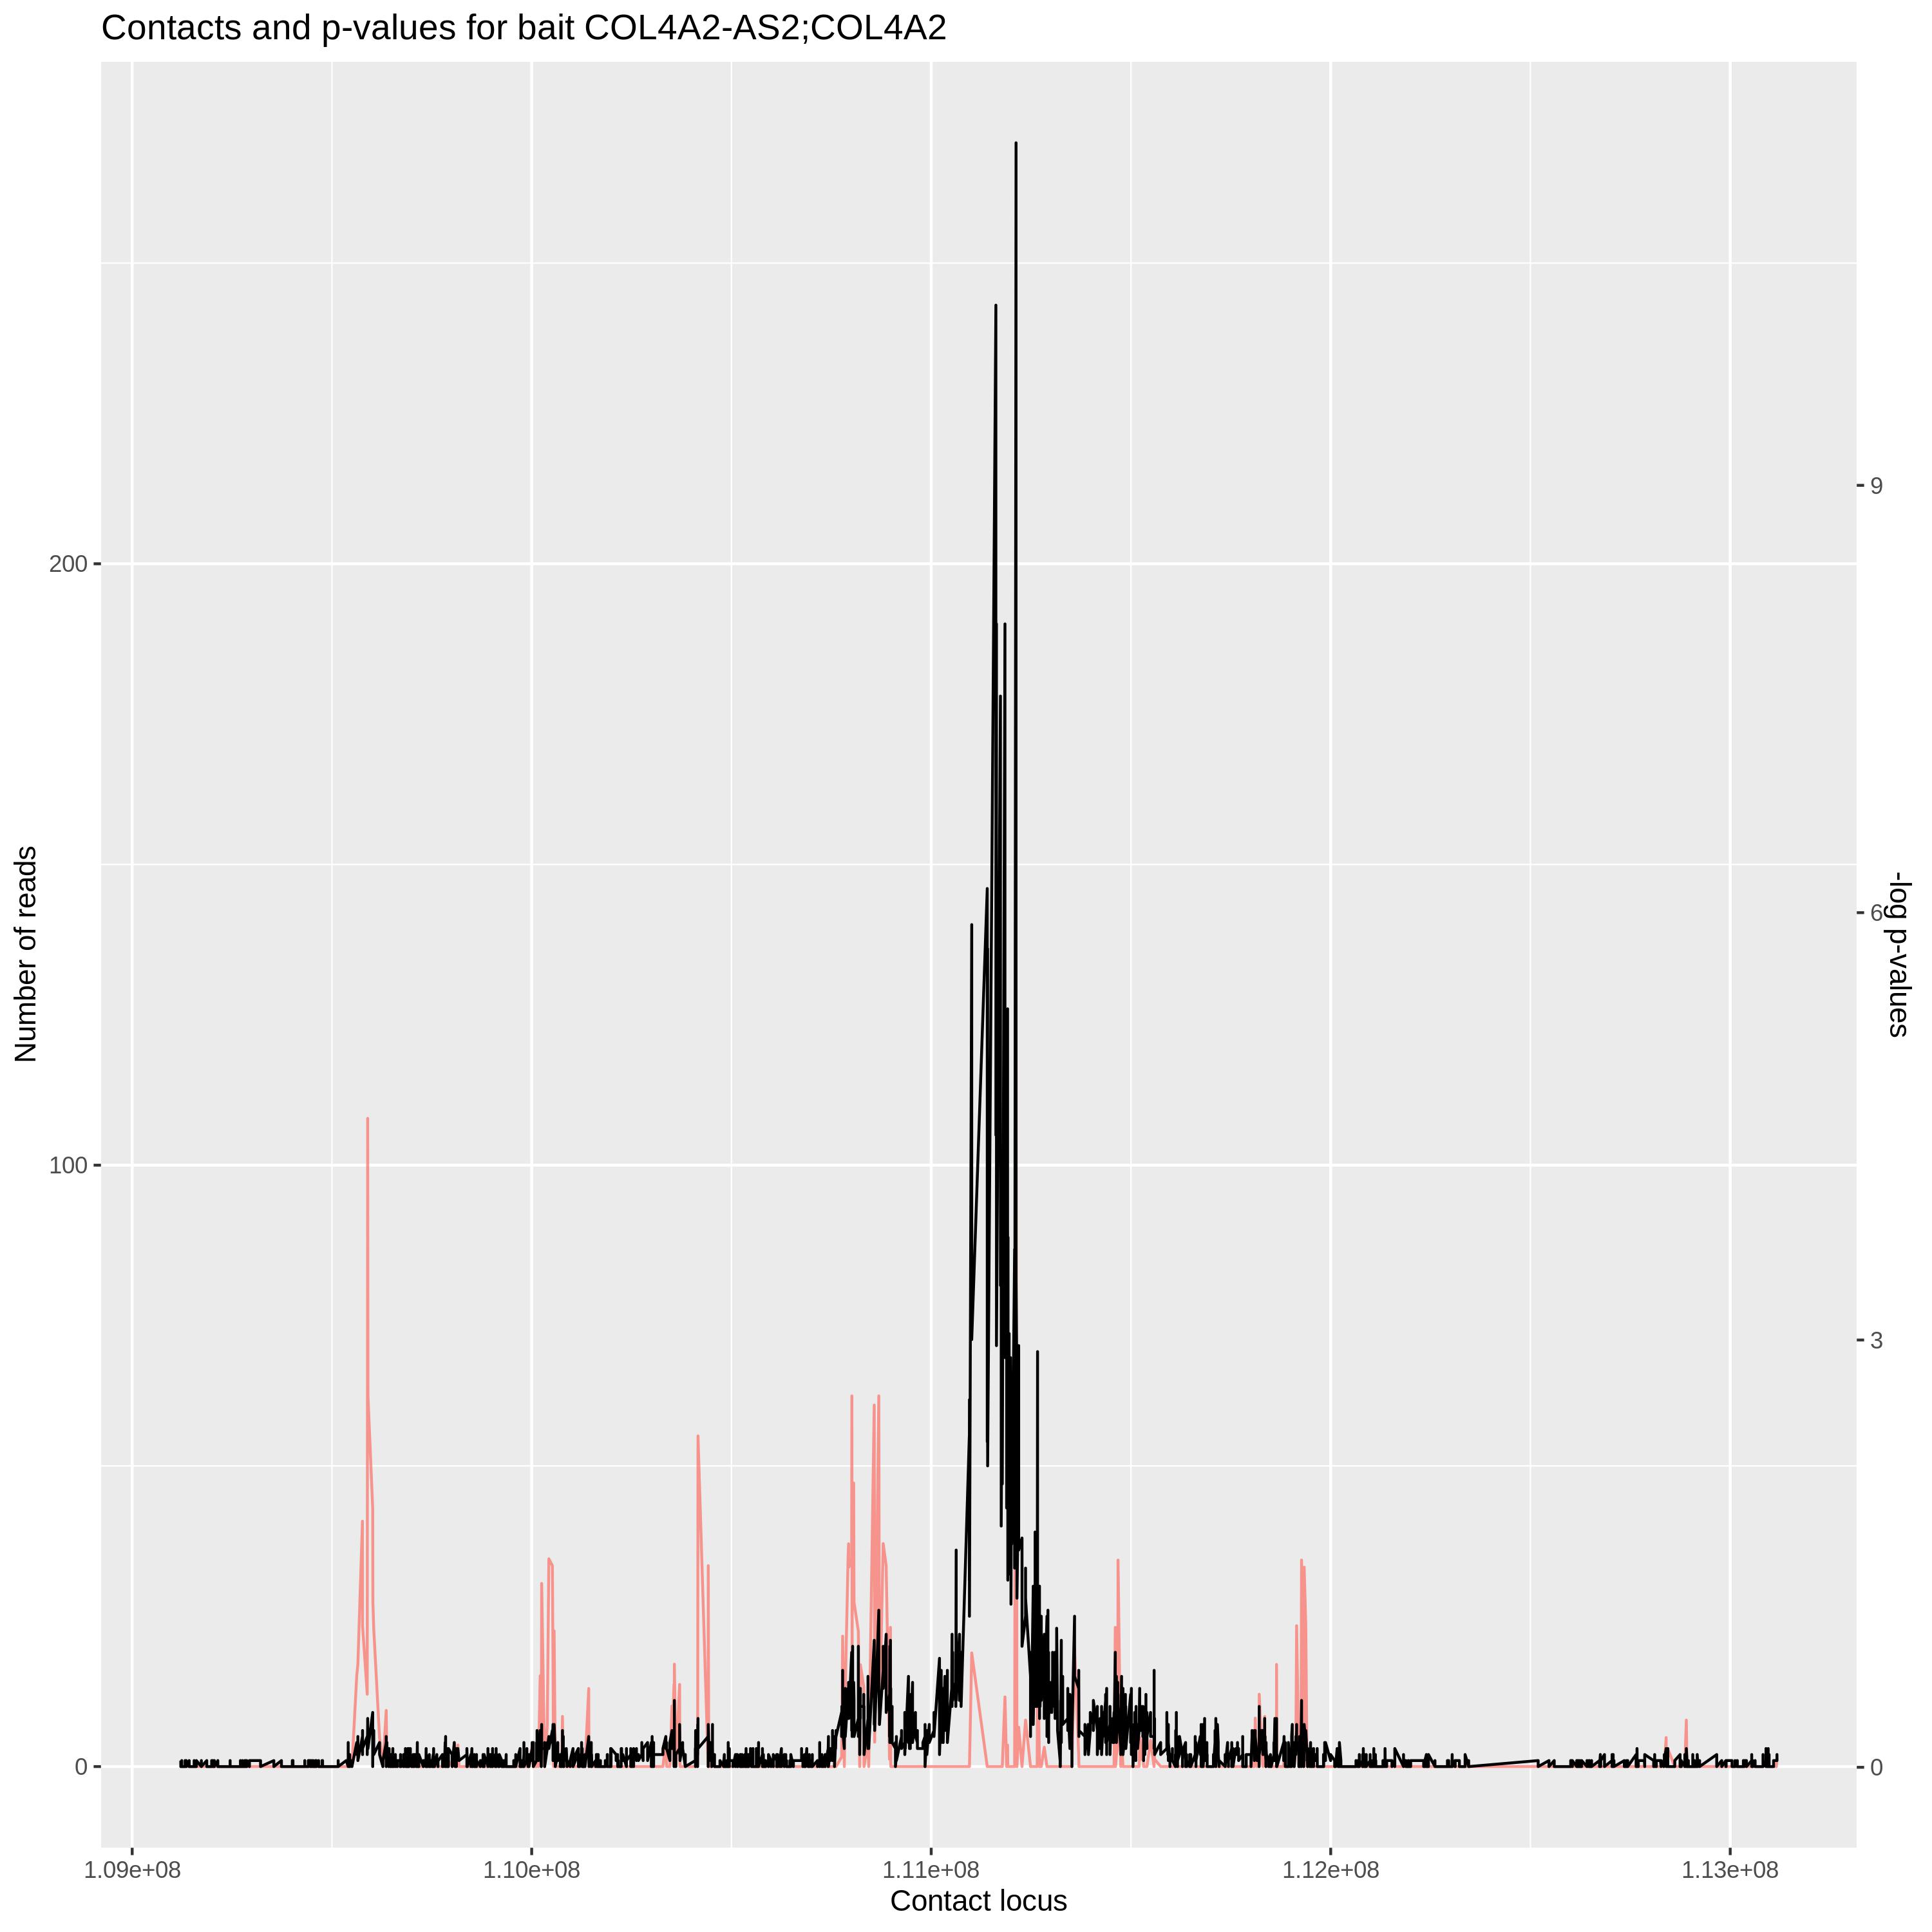 Contacts and p-values for bait COL4A2-AS2;COL4A2
Number of reads
200
100
0
9
6
3
0
-log p-values
1.09e+08 1.10e+08 1.11e+08 1.12e+08 1.13e+08
Contact locus